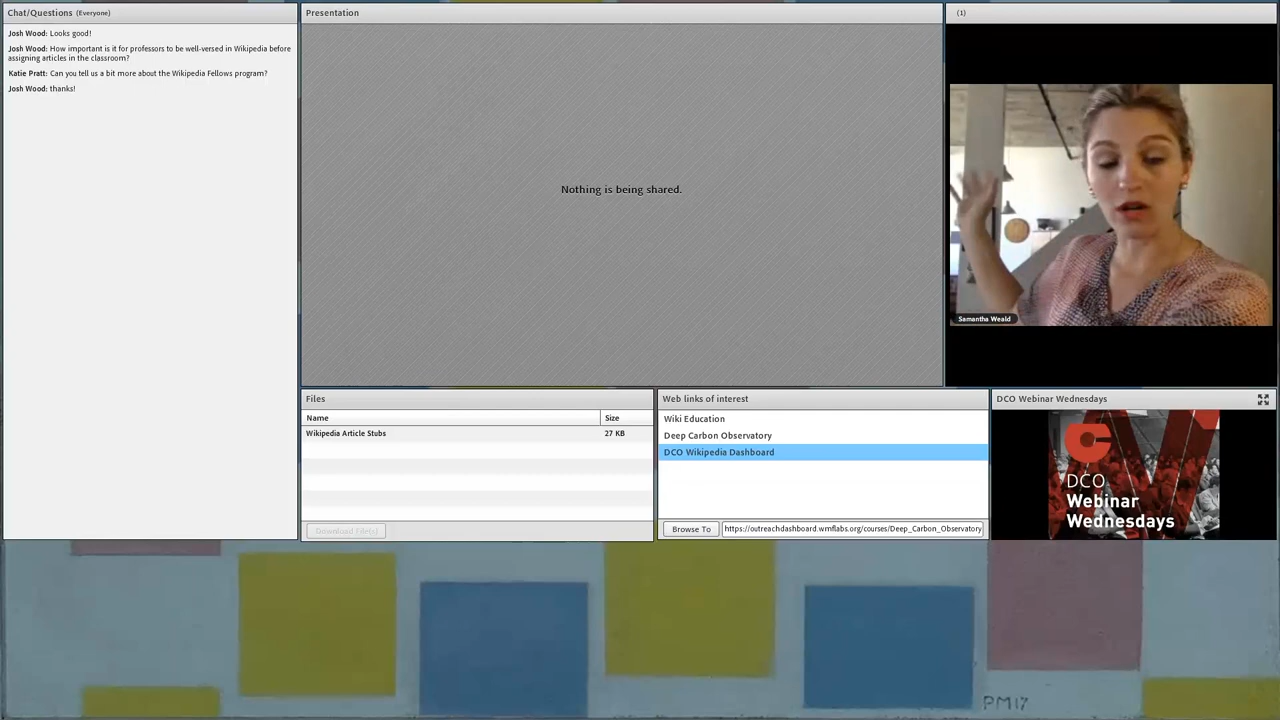 Chat/Questions (Everyone)
Josh Wood: Looks good!
Josh Wood: How important is it for professors to be well-versed in Wikipedia before
assigning articles in the classroom?
Katie Pratt: Can you tell us a bit more about the Wikipedia Fellows program?
Josh Wood: thanks!
Presentation
Nothing is being shared.
(1)
Samantha Weald
Files
Name Size
Wikipedia Article Stubs 27 KB
Download File(s)
Web links of interest
Wiki Education
Deep Carbon Observatory
DCO Wikipedia Dashboard
Browse To https://outreachdashboard.wmflabs.org/courses/Deep_Carbon_Observatory
DCO Webinar Wednesdays
DCO
Webinar
Wednesdays
PM17